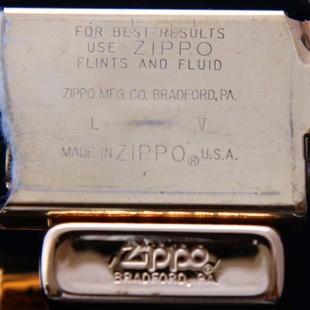 FOR BEST RESULTS
USE ZIPPO
FLINTS AND FLUID
ZIPPO MFG. CO. BRADFORD, PA.
L V
MADE IN ZIPPO® U.S.A.
Zippo
BRADFORD, PA.